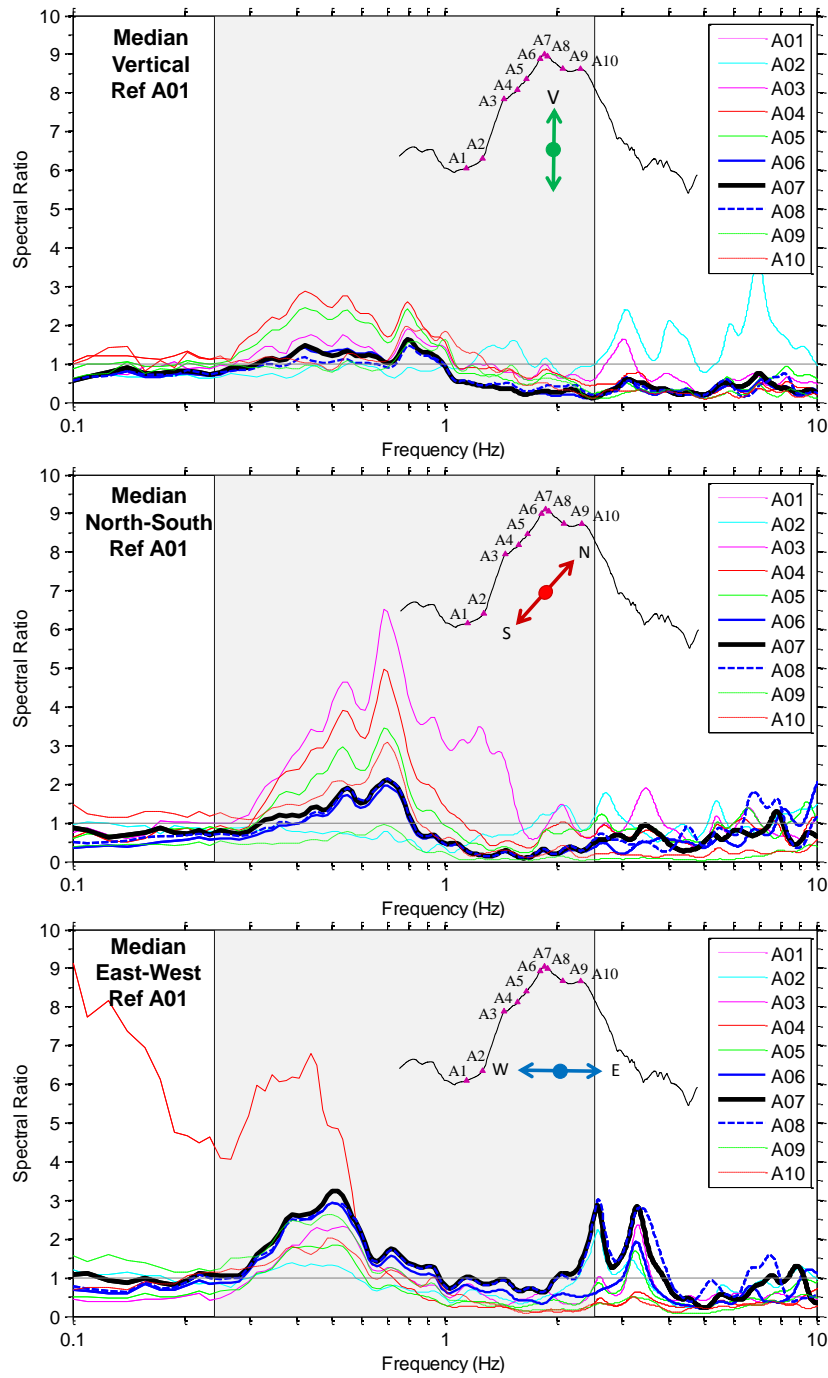 Median
Vertical
Ref A01
Spectral Ratio
10
9
8
7
6
5
4
3
2
1
0
A1
A2
A3
A4
A5
A6
A7
A8
A9
A10
V
A01
A02
A03
A04
A05
A06
A07
A08
A09
A10
0.1
1
10
Frequency (Hz)
Median
North-South
Ref A01
Spectral Ratio
10
9
8
7
6
5
4
3
2
1
0
A1
A2
A3
A4
A5
A6
A7
A8
A9
A10
N
S
A01
A02
A03
A04
A05
A06
A07
A08
A09
A10
0.1
1
10
Frequency (Hz)
Median
East-West
Ref A01
Spectral Ratio
10
9
8
7
6
5
4
3
2
1
0
A1
A2
A3
A4
A5
A6
A7
A8
A9
A10
W
E
A01
A02
A03
A04
A05
A06
A07
A08
A09
A10
0.1
1
10
Frequency (Hz)